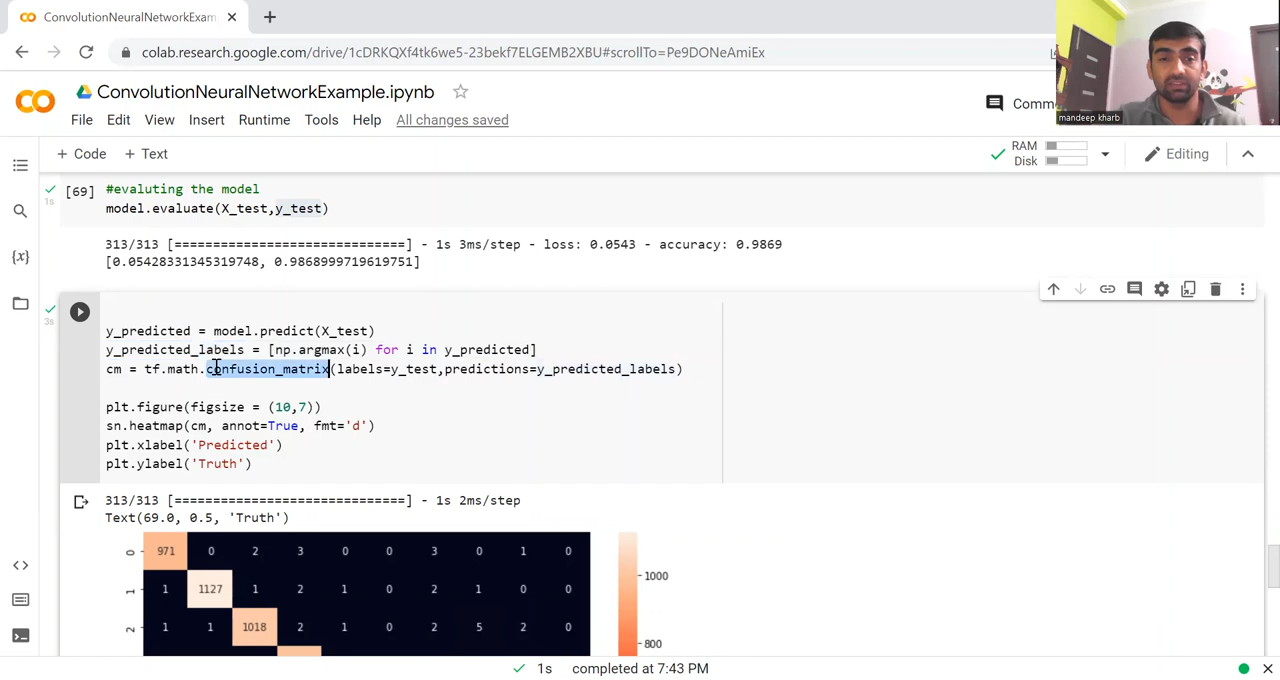 ConvolutionNeuralNetworkExam
colab.research.google.com/drive/1cDRKQXf4tk6we5-23bekf7ELGEMB2XBU#scrollTo=Pe9DONeAmiEx
mandeep kharb
ConvolutionNeuralNetworkExample.ipynb
File Edit View Insert Runtime Tools Help All changes saved
Comm
RAM
Disk
Editing
+ Code + Text
[69]
1s
#evaluting the model
model.evaluate(X_test,y_test)
313/313 [==============================] - 1s 3ms/step - loss: 0.0543 - accuracy: 0.9869
[0.05428331345319748, 0.9868999719619751]
3s
y_predicted = model.predict(X_test)
y_predicted_labels = [np.argmax(i) for i in y_predicted]
cm = tf.math.confusion_matrix(labels=y_test,predictions=y_predicted_labels)
plt.figure(figsize = (10,7))
sn.heatmap(cm, annot=True, fmt='d')
plt.xlabel('Predicted')
plt.ylabel('Truth')
313/313 [==============================] - 1s 2ms/step
Text(69.0, 0.5, 'Truth')
0 971 0 2 3 0 0 3 0 1 0
1 1 1127 1 2 1 0 2 1 0 0
2 1 1 1018 2 1 0 2 5 2 0
1000
800
1s completed at 7:43 PM